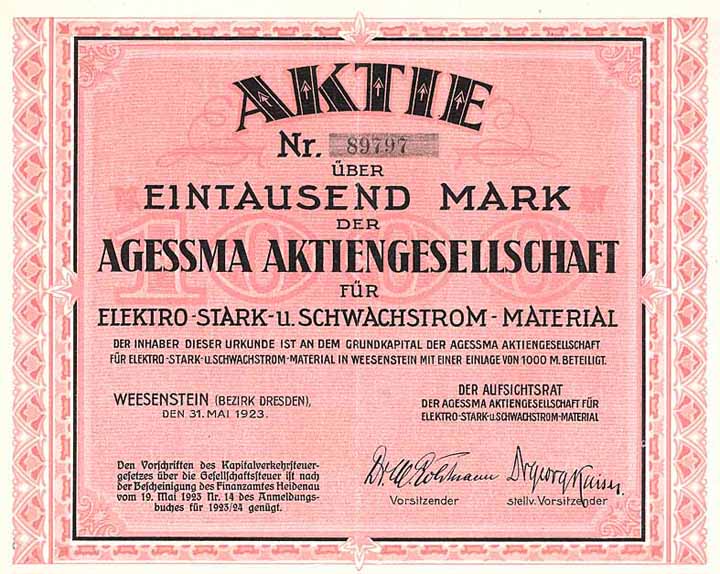 AKTIE
Nr. 89797
ÜBER
EINTAUSEND MARK
DER
AGESSMA AKTIENGESELLSCHAFT
FÜR
ELEKTRO-STARK-u. SCHWACHSTROM-MATERIAL
DER INHABER DIESER URKUNDE IST AN DEM GRUNDKAPITAL DER AGESSMA AKTIENGESELLSCHAFT
FÜR ELEKTRO-STARK-u. SCHWACHSTROM-MATERIAL IN WEESENSTEIN MIT EINER EINLAGE VON 1000 M. BETEILIGT.
WEESENSTEIN (BEZIRK DRESDEN),
DEN 31. MAI 1923.
DER AUFSICHTSRAT
DER AGESSMA AKTIENGESELLSCHAFT FÜR
ELEKTRO-STARK-u. SCHWACHSTROM-MATERIAL
Den Vorschriften des Kapitalverkehrsteuer-
gesetzes über die Gesellschaftssteuer ist nach
der Bescheinigung des Finanzamtes Heidenau
vom 19. Mai 1923 Nr. 14 des Anmeldungs-
buches für 1923/24 genügt.
Dr Georg Kaiser.
Vorsitzender
stellv. Vorsitzender
1000